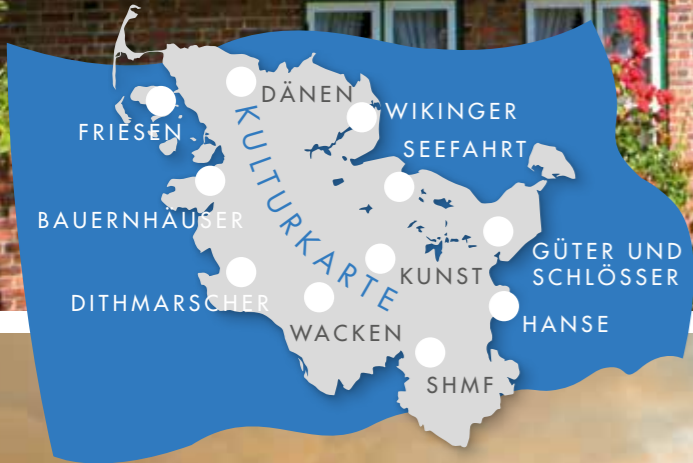 DÄNEN
WIKINGER
FRIESEN
SEEFAHRT
KULTURKARTE
BAUERNHÄUSER
GÜTER UND
SCHLÖSSER
KUNST
DITHMARSCHER
HANSE
WACKEN
SHMF